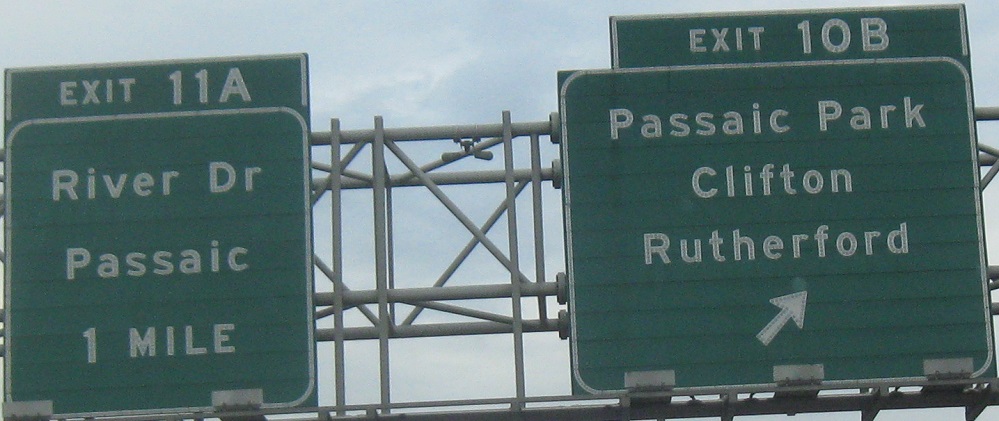 EXIT 11A
River Dr
Passaic
1 MILE
EXIT 10B
Passaic Park
Clifton
Rutherford